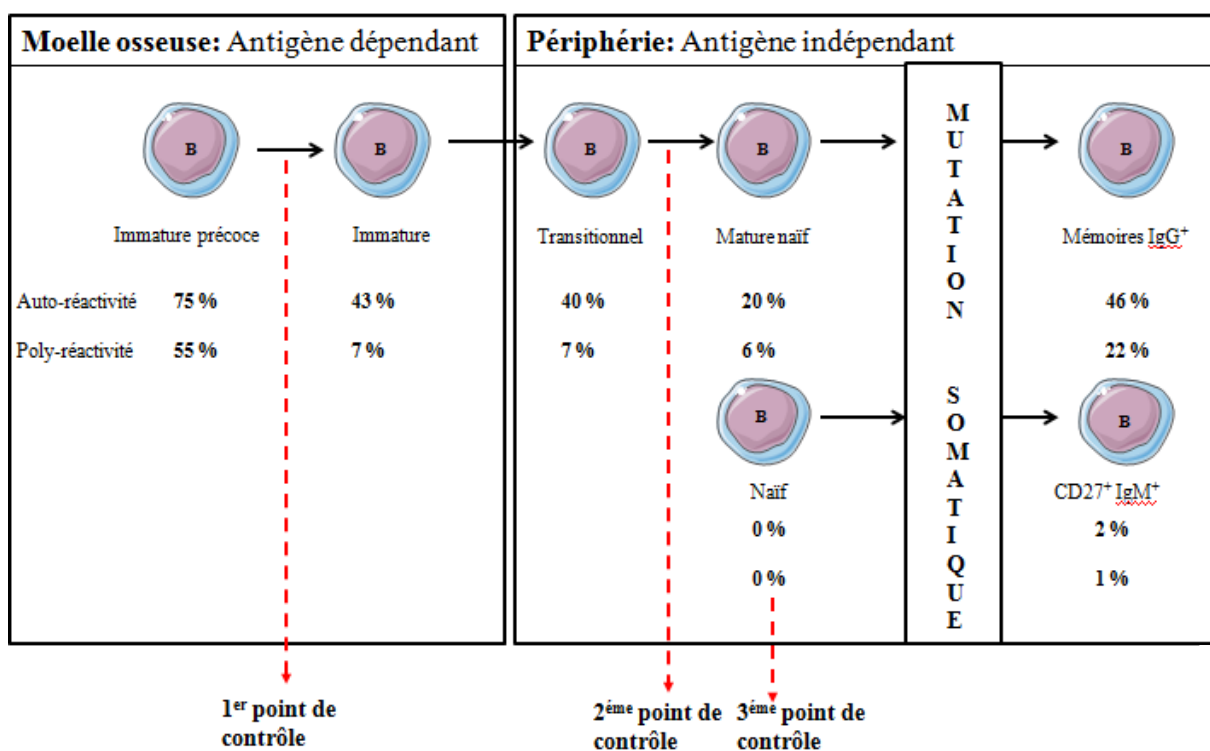 Moelle osseuse: Antigène dépendant
Périphérie: Antigène indépendant
B
B
B
B
B
Immature précoce
Immature
Transitionnel
Mature naïf
Mémoires IgG+
Auto-réactivité 75 % 43 % 40 % 20 % 46 %
Poly-réactivité 55 % 7 % 7 % 6 % 22 %
MUTATION
SOMATIQUE
B
B
Naïf
CD27+ IgM+
0 %
2 %
0 %
1 %
1er point de
contrôle
2éme point de
contrôle
3éme point de
contrôle